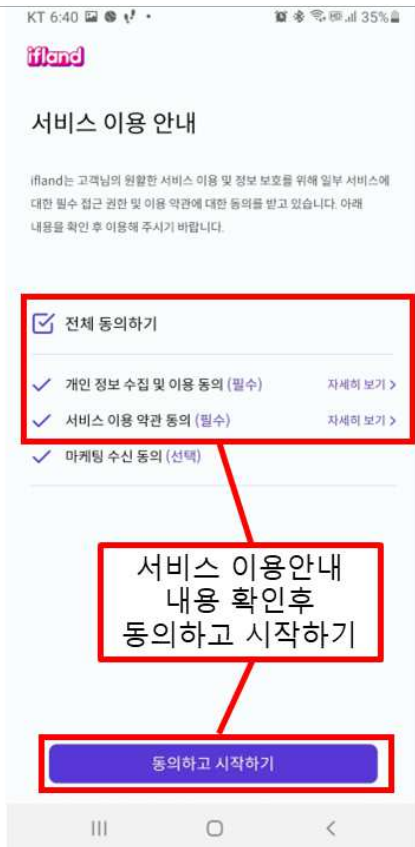 KT 6:40
35%
ifland
서비스 이용 안내
ifland는 고객님의 원활한 서비스 이용 및 정보 보호를 위해 일부 서비스에
대한 필수 접근 권한 및 이용 약관에 대한 동의를 받고 있습니다. 아래
내용을 확인 후 이용해 주시기 바랍니다.
전체 동의하기
개인 정보 수집 및 이용 동의 (필수) 자세히 보기 >
서비스 이용 약관 동의 (필수) 자세히 보기 >
마케팅 수신 동의 (선택)
서비스 이용안내
내용 확인후
동의하고 시작하기
동의하고 시작하기